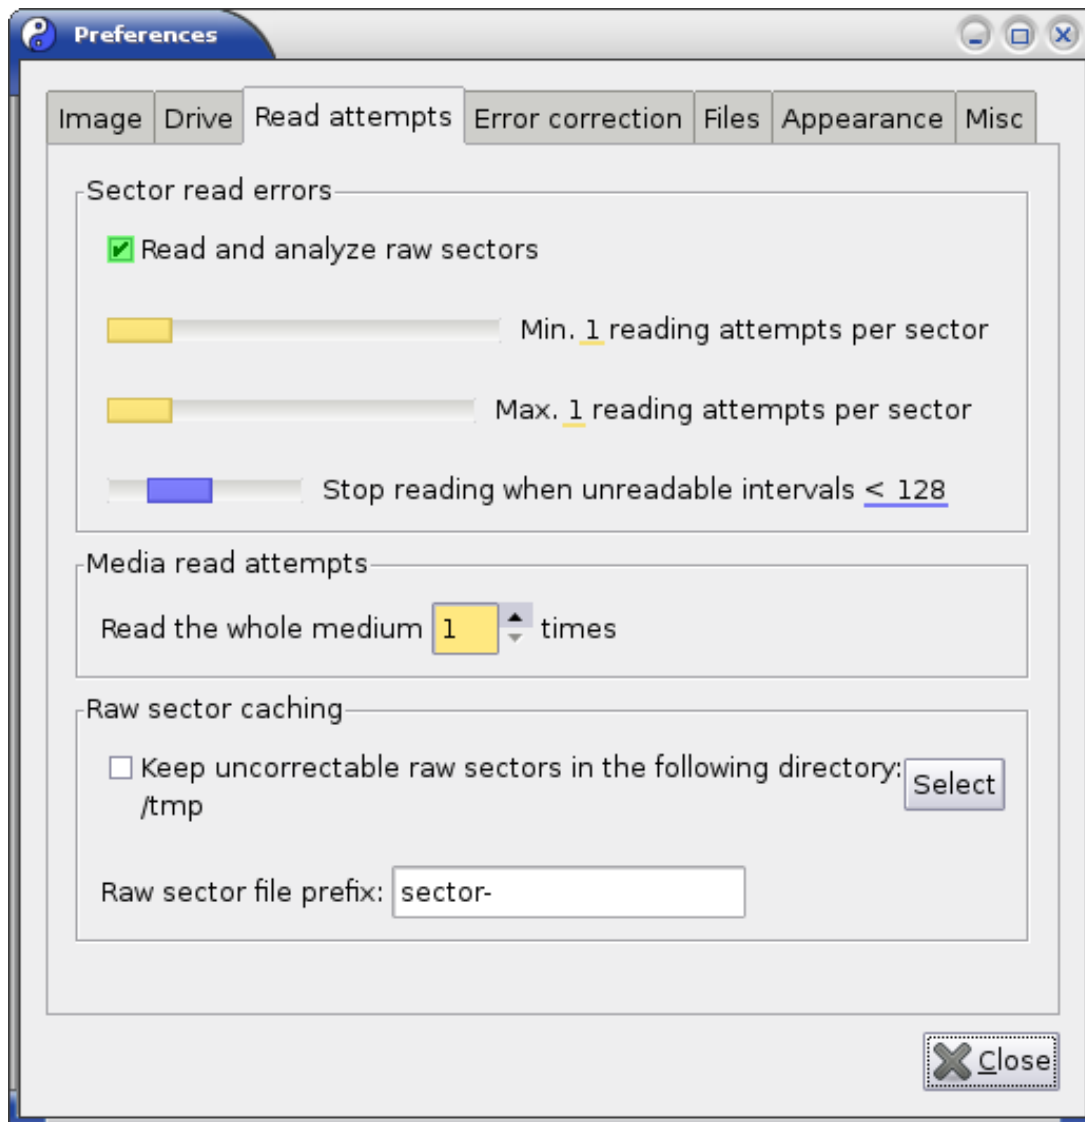 Preferences
Image Drive Read attempts Error correction Files Appearance Misc
Sector read errors
Read and analyze raw sectors
Min. 1 reading attempts per sector
Max. 1 reading attempts per sector
Stop reading when unreadable intervals < 128
Media read attempts
Read the whole medium 1 times
Raw sector caching
Keep uncorrectable raw sectors in the following directory: Select
/tmp
Raw sector file prefix: sector-
Close